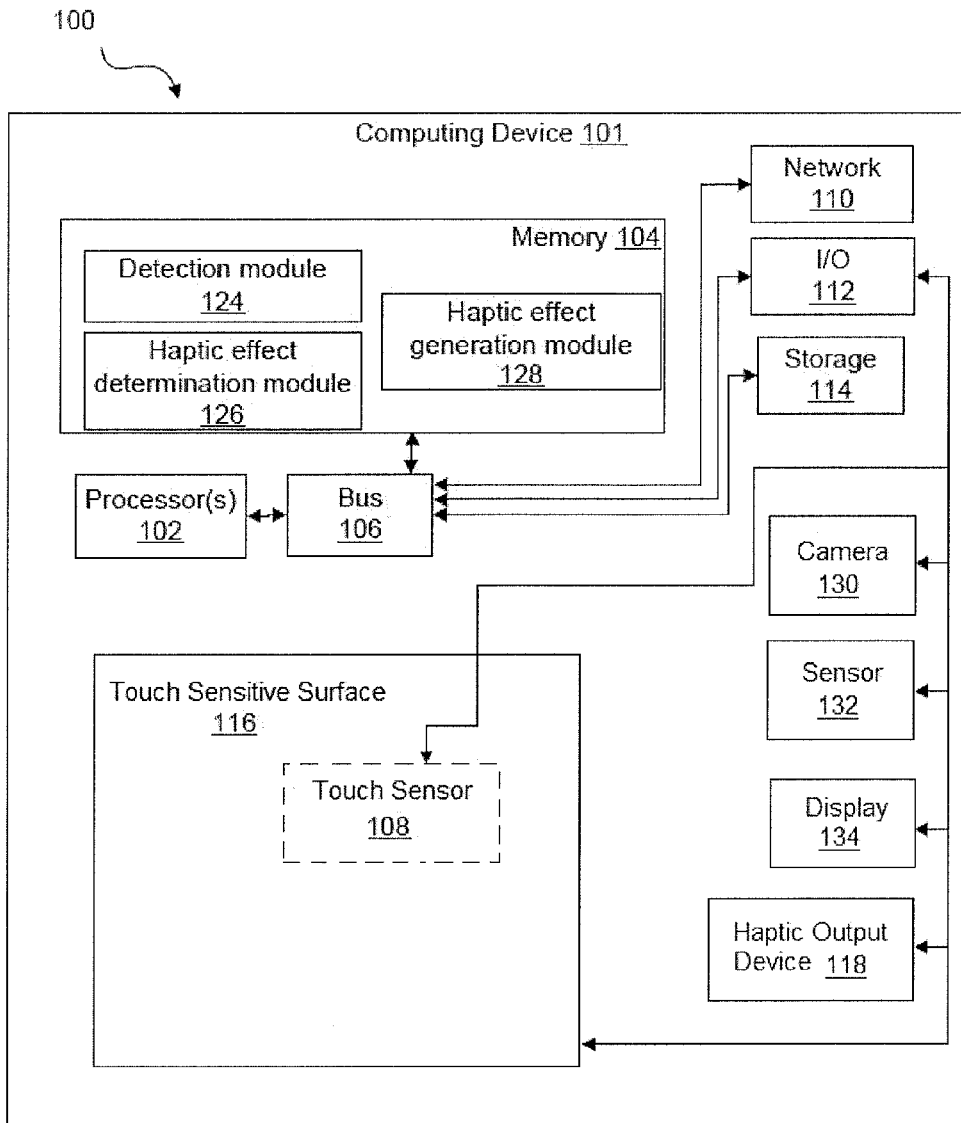 100
Computing Device 101
Network
110
Memory 104
I/O
112
Detection module
124
Haptic effect
generation module
128
Haptic effect
determination module
126
Storage
114
Processor(s)
102
Bus
106
Camera
130
Touch Sensitive Surface
116
Sensor
132
Touch Sensor
108
Display
134
Haptic Output
Device 118